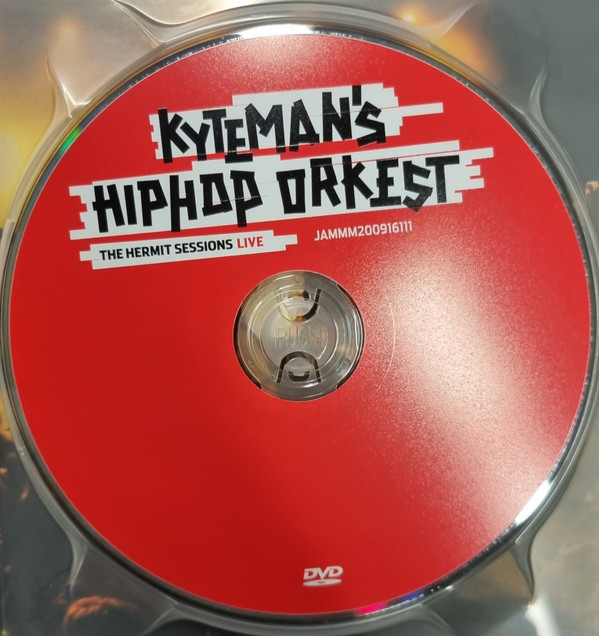 KYTEMAN'S
HIPHOP ORKEST
THE HERMIT SESSIONS LIVE
JAMMM200916111
PUSH
DVD